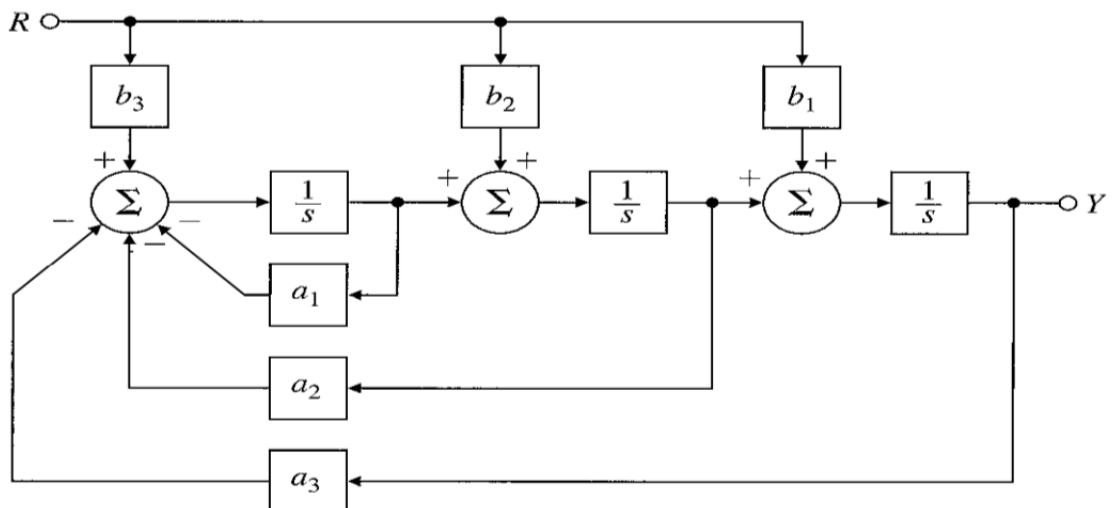 R
b₃ b₂ b₁
+ + + + +
Σ 1/s Σ 1/s Σ 1/s Y
− − −
a₁
a₂
a₃